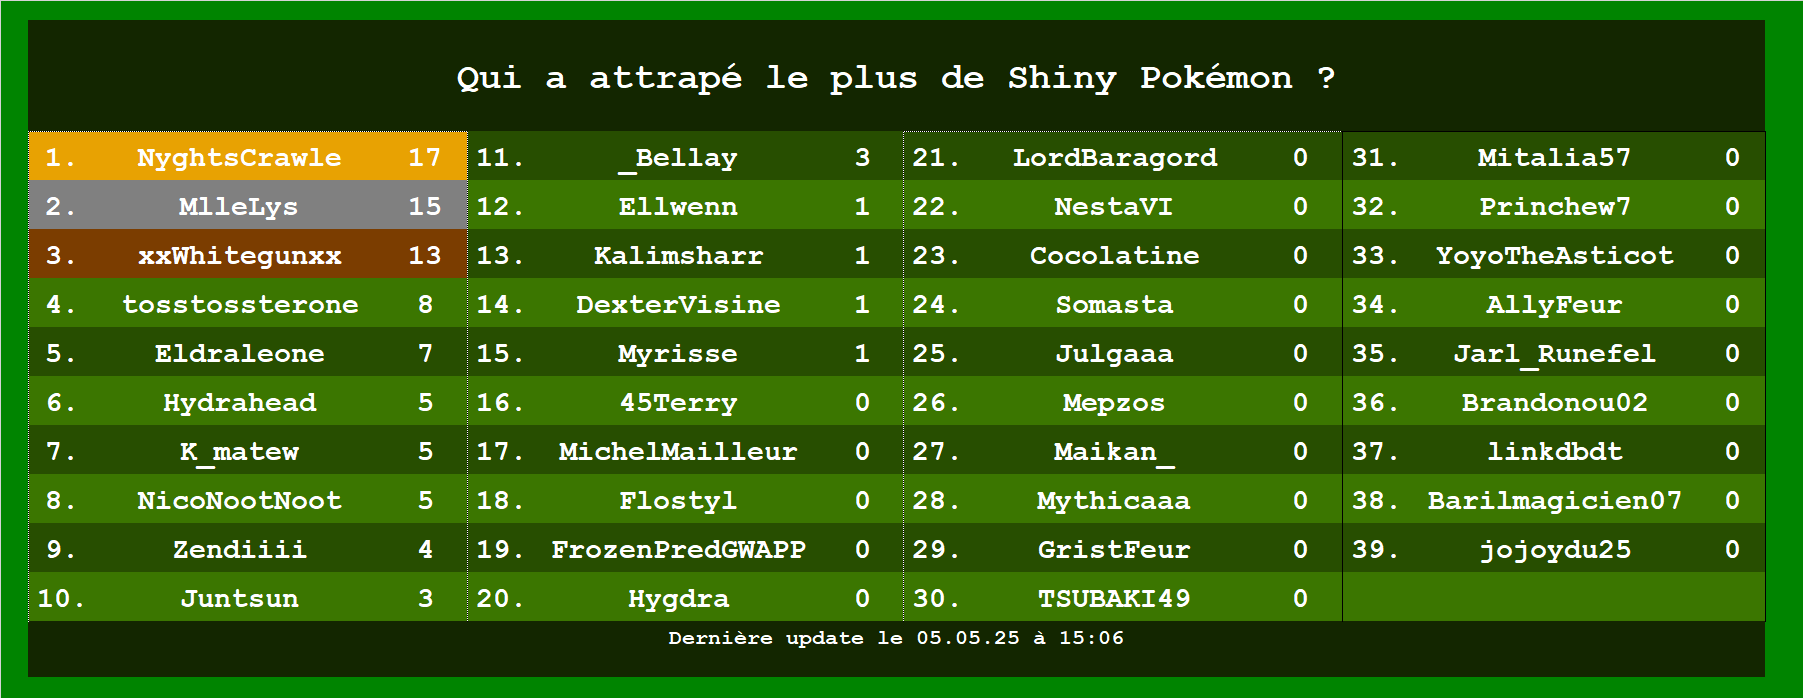 Qui a attrapé le plus de Shiny Pokémon ?
1. NyghtsCrawle 17
2. MlleLys 15
3. xxWhitegunxx 13
4. tosstossterone 8
5. Eldraleone 7
6. Hydrahead 5
7. K_matew 5
8. NicoNootNoot 5
9. Zendiiii 4
10. Juntsun 3
11. _Bellay 3
12. Ellwenn 1
13. Kalimsharr 1
14. DexterVisine 1
15. Myrisse 1
16. 45Terry 0
17. MichelMailleur 0
18. Flostyl 0
19. FrozenPredGWAPP 0
20. Hygdra 0
21. LordBaragord 0
22. NestaVI 0
23. Cocolatine 0
24. Somasta 0
25. Julgaaa 0
26. Mepzos 0
27. Maikan_ 0
28. Mythicaaa 0
29. GristFeur 0
30. TSUBAKI49 0
31. Mitalia57 0
32. Princhew7 0
33. YoyoTheAsticot 0
34. AllyFeur 0
35. Jarl_Runefel 0
36. Brandonou02 0
37. linkdbdt 0
38. Barilmagicien07 0
39. jojoydu25 0
Dernière update le 05.05.25 à 15:06